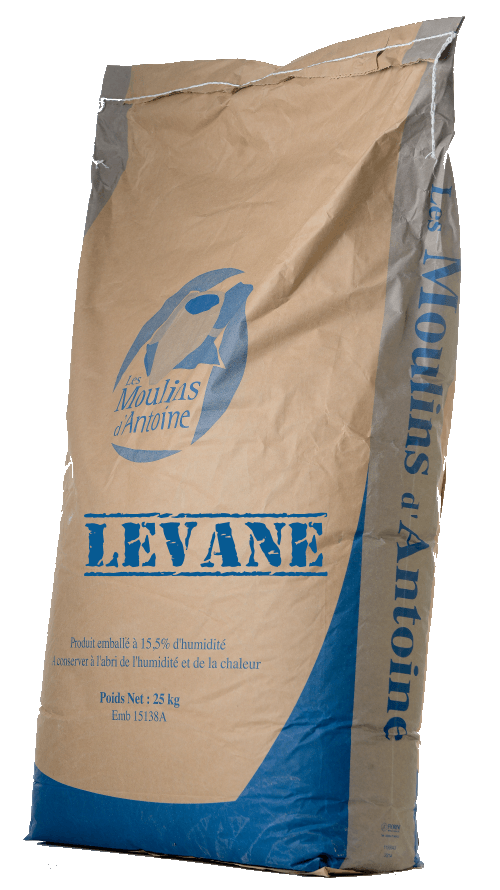 Les
Moulins
d'Antoine
LEVANE
Produit emballé à 15,5% d'humidité
A conserver à l'abri de l'humidité et de la chaleur
Poids Net : 25 kg
Emb 15138A
Les Moulins d'Antoine